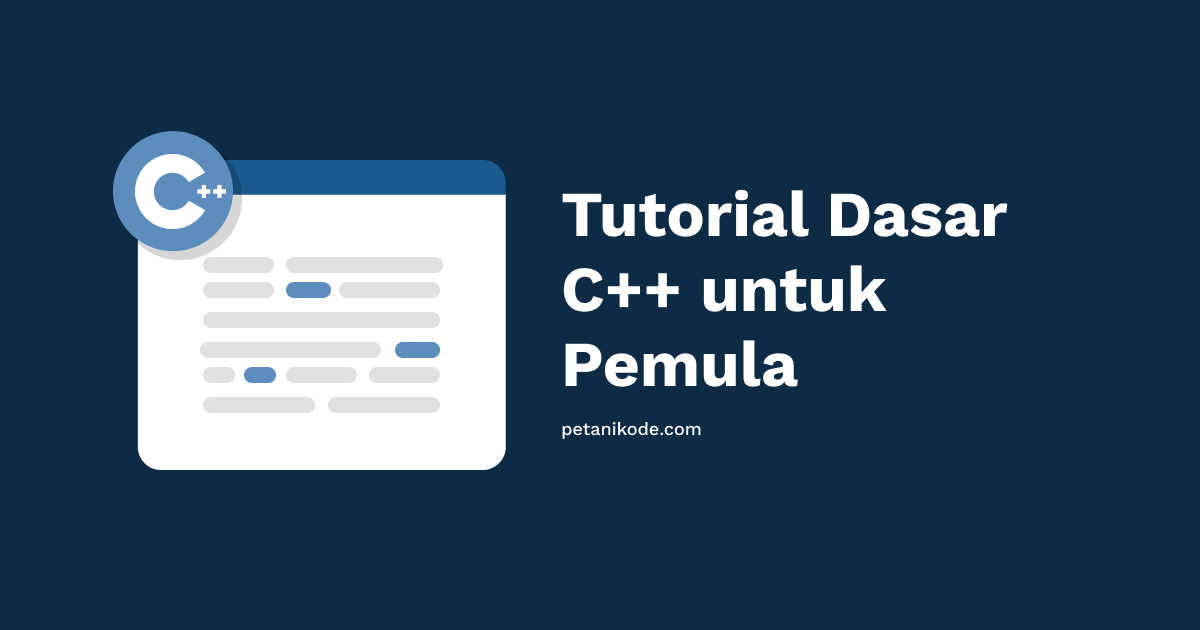 C++
Tutorial Dasar
C++ untuk
Pemula
petanikode.com